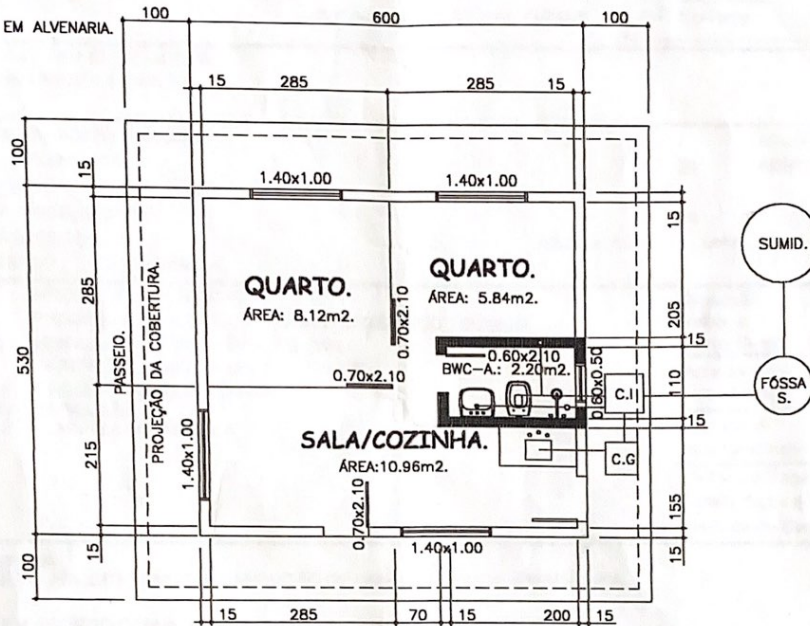 EM ALVENARIA.
100
600
100
15
285
285
15
100
15
285
530
215
15
100
PASSEIO.
PROJEÇÃO DA COBERTURA.
1.40x1.00
1.40x1.00
QUARTO.
ÁREA: 8.12m2.
QUARTO.
ÁREA: 5.84m2.
0.70x2.10
0.70x2.10
0.60x2.10
BWC-A.: 2.20m2.
0.60x0.50
1.40x1.00
SALA/COZINHA.
ÁREA:10.96m2.
0.70x2.10
1.40x1.00
C.I
C.G
SUMID.
FÓSSA
S.
15
205
15
110
15
155
15
15
285
70
15
200
15